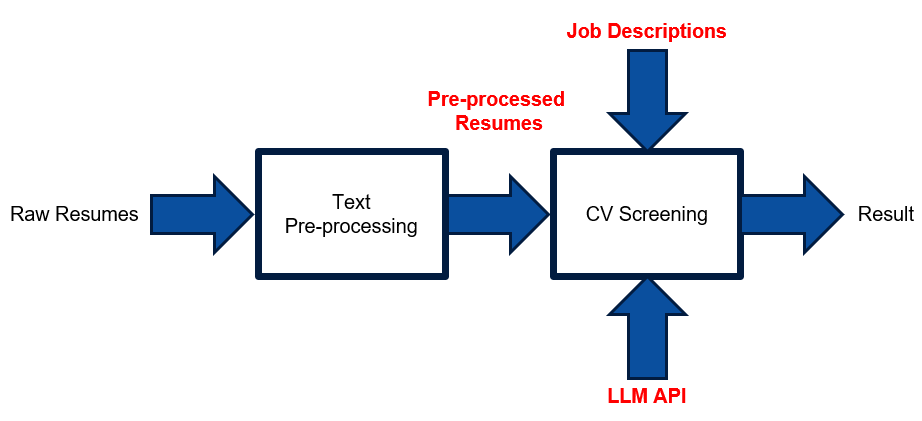 Job Descriptions
Pre-processed
Resumes
Raw Resumes
Text
Pre-processing
CV Screening
Result
LLM API